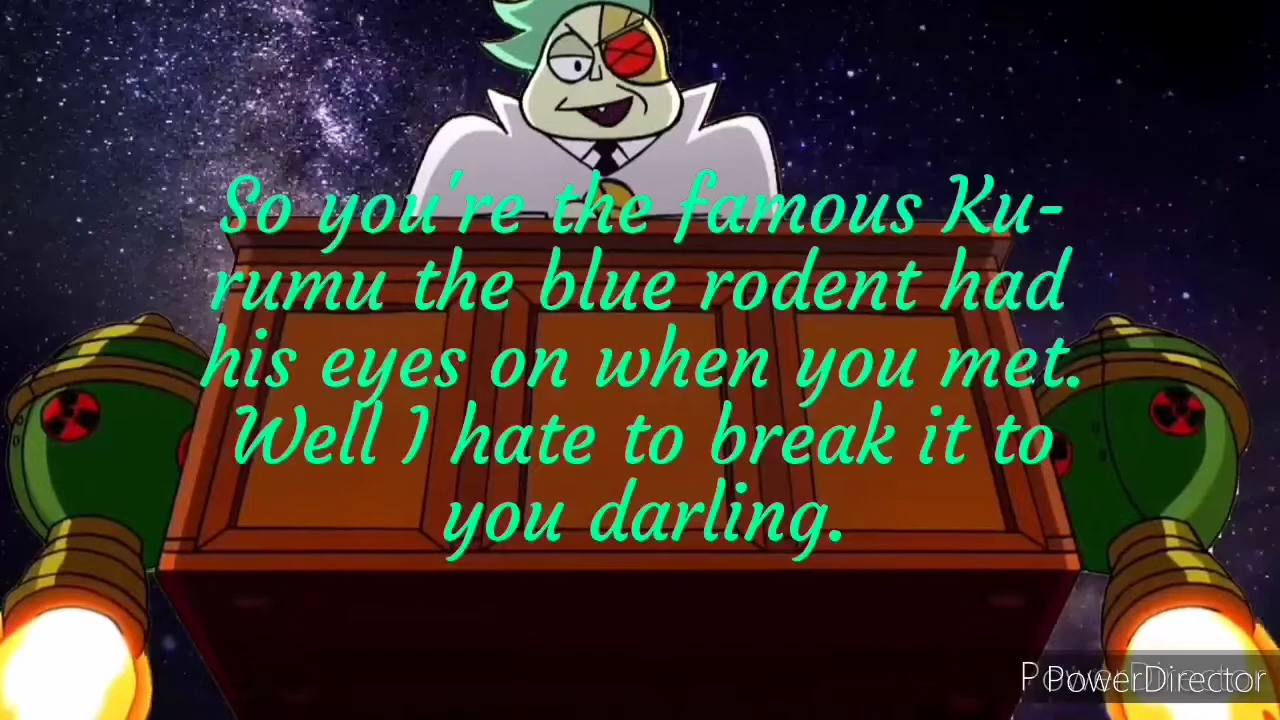 So you're the famous Ku-
rumu the blue rodent had
his eyes on when you met.
Well I hate to break it to
you darling.
PowerDirector
PowerDirector